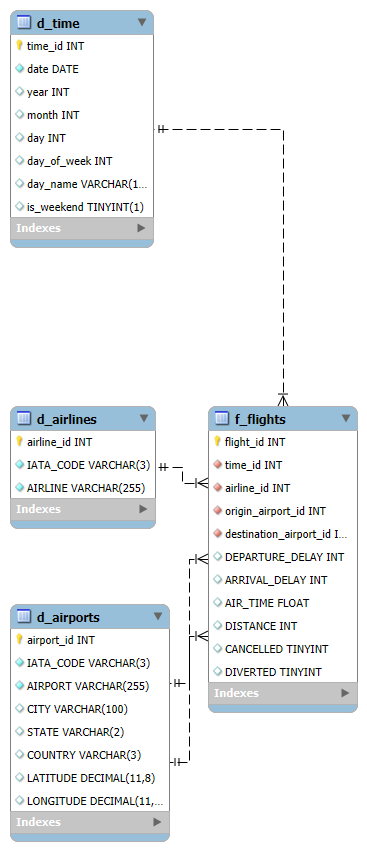 d_time
time_id INT
date DATE
year INT
month INT
day INT
day_of_week INT
day_name VARCHAR(1...
is_weekend TINYINT(1)
Indexes
d_airlines
airline_id INT
IATA_CODE VARCHAR(3)
AIRLINE VARCHAR(255)
Indexes
f_flights
flight_id INT
time_id INT
airline_id INT
origin_airport_id INT
destination_airport_id I...
DEPARTURE_DELAY INT
ARRIVAL_DELAY INT
AIR_TIME FLOAT
DISTANCE INT
CANCELLED TINYINT
DIVERTED TINYINT
Indexes
d_airports
airport_id INT
IATA_CODE VARCHAR(3)
AIRPORT VARCHAR(255)
CITY VARCHAR(100)
STATE VARCHAR(2)
COUNTRY VARCHAR(3)
LATITUDE DECIMAL(11,8)
LONGITUDE DECIMAL(11,...
Indexes